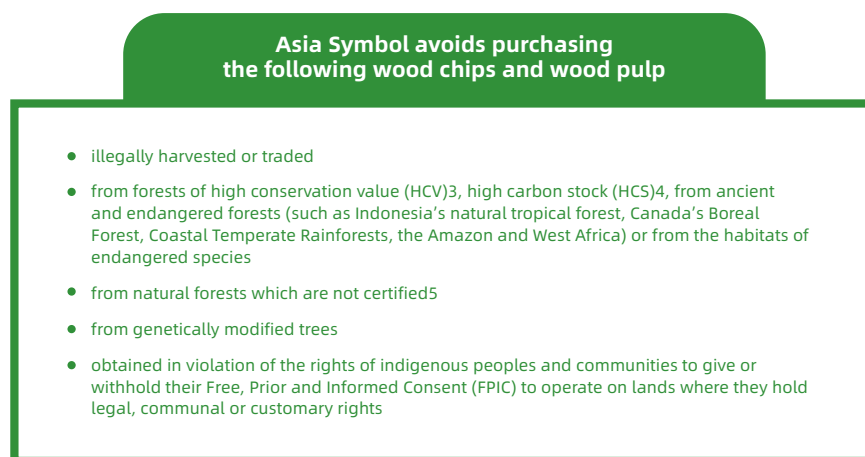 Asia Symbol avoids purchasing
the following wood chips and wood pulp
• illegally harvested or traded
• from forests of high conservation value (HCV)3, high carbon stock (HCS)4, from ancient
and endangered forests (such as Indonesia’s natural tropical forest, Canada’s Boreal
Forest, Coastal Temperate Rainforests, the Amazon and West Africa) or from the habitats of
endangered species
• from natural forests which are not certified5
• from genetically modified trees
• obtained in violation of the rights of indigenous peoples and communities to give or
withhold their Free, Prior and Informed Consent (FPIC) to operate on lands where they hold
legal, communal or customary rights